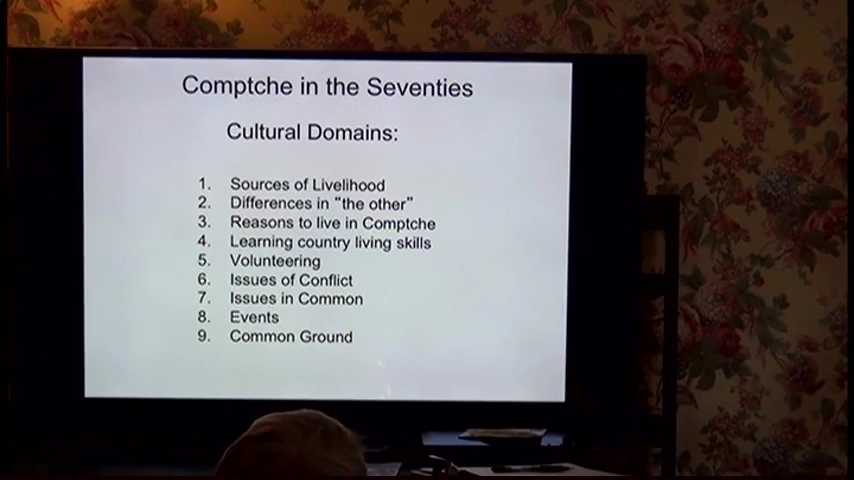 Comptche in the Seventies
Cultural Domains:
1. Sources of Livelihood
2. Differences in “the other”
3. Reasons to live in Comptche
4. Learning country living skills
5. Volunteering
6. Issues of Conflict
7. Issues in Common
8. Events
9. Common Ground